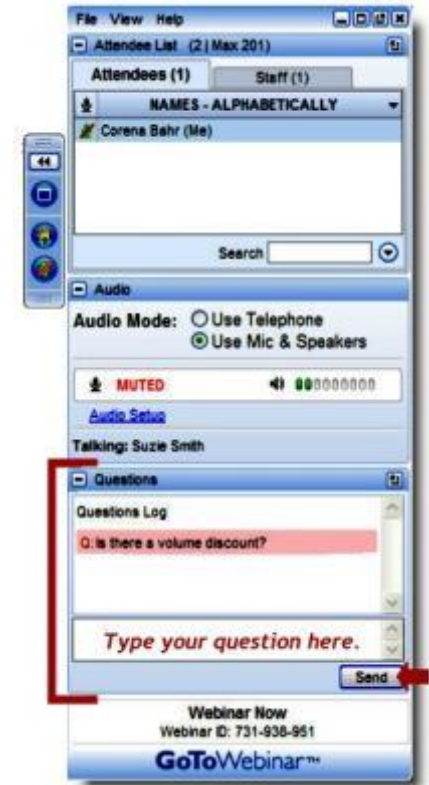 File View Help
Attendee List (2 | Max 201)
Attendees (1)
Staff (1)
NAMES - ALPHABETICALLY
Corena Bahr (Me)
Search
Audio
Audio Mode: Use Telephone
Use Mic & Speakers
MUTED
Audio Setup
Talking: Suzie Smith
Questions
Questions Log
Q: Is there a volume discount?
Type your question here.
Send
Webinar Now
Webinar ID: 731-938-951
GoToWebinar™